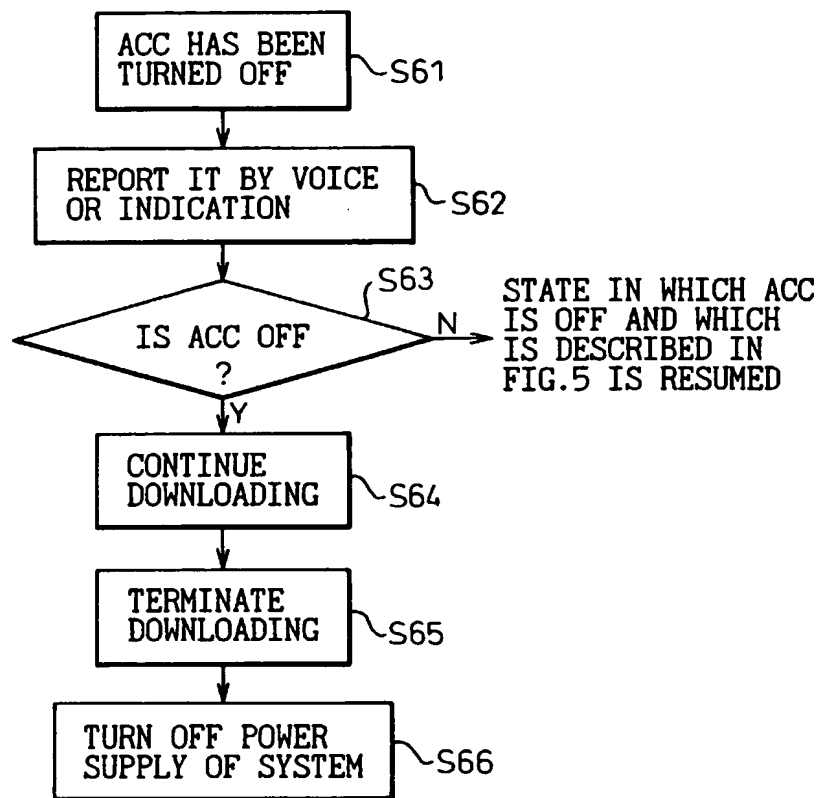 ACC HAS BEEN
TURNED OFF
S61
REPORT IT BY VOICE
OR INDICATION
S62
S63
IS ACC OFF
?
N
STATE IN WHICH ACC
IS OFF AND WHICH
IS DESCRIBED IN
FIG.5 IS RESUMED
Y
CONTINUE
DOWNLOADING
S64
TERMINATE
DOWNLOADING
S65
TURN OFF POWER
SUPPLY OF SYSTEM
S66